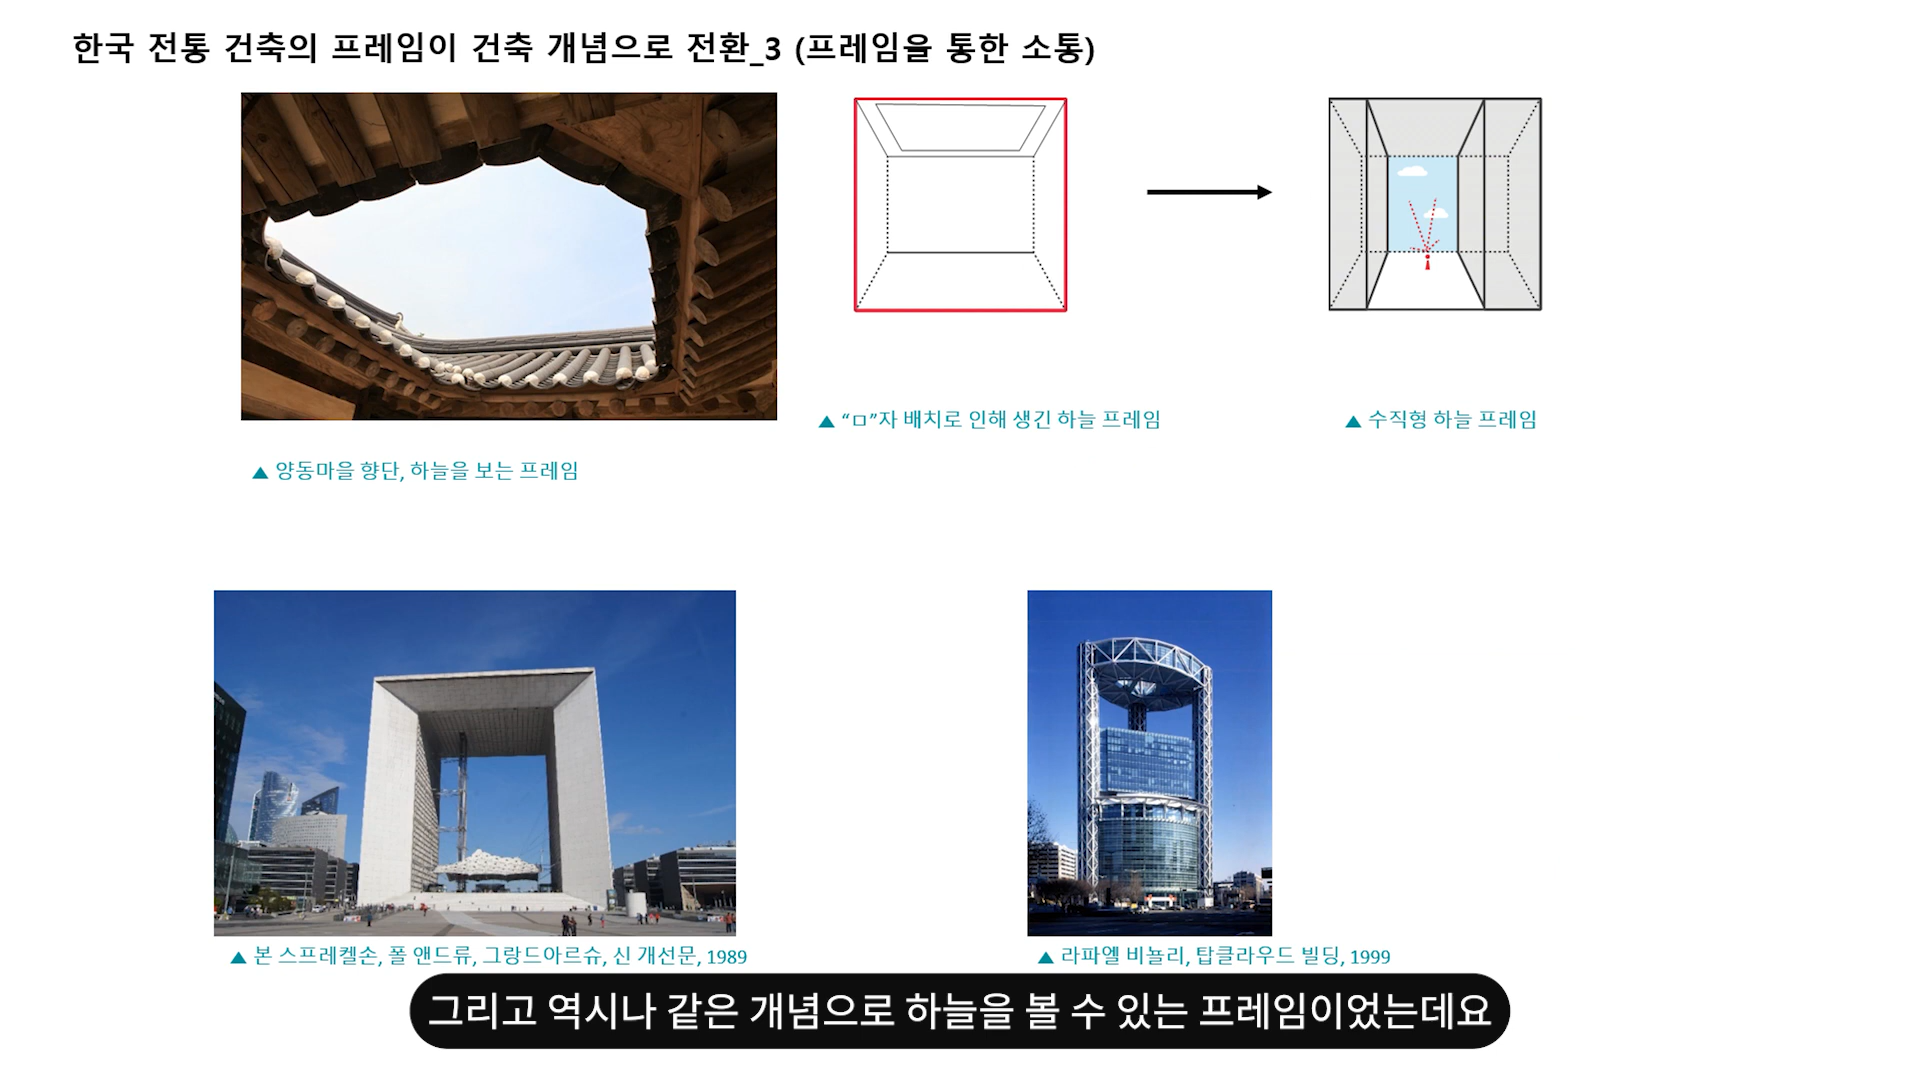 한국 전통 건축의 프레임이 건축 개념으로 전환_3 (프레임을 통한 소통)
▲ “ㅁ”자 배치로 인해 생긴 하늘 프레임
▲ 수직형 하늘 프레임
▲ 양동마을 향단, 하늘을 보는 프레임
▲ 본 스프레켈손, 폴 앤드류, 그랑드아르슈, 신 개선문, 1989
▲ 라파엘 비뇰리, 탑클라우드 빌딩, 1999
그리고 역시나 같은 개념으로 하늘을 볼 수 있는 프레임이었는데요